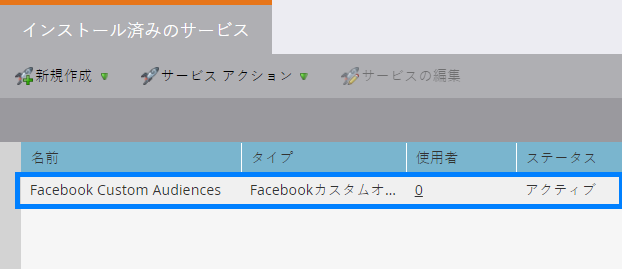 インストール済みのサービス
新規作成 サービス アクション サービスの編集
名前 タイプ 使用者 ステータス
Facebook Custom Audiences Facebookカスタムオ... 0 アクティブ